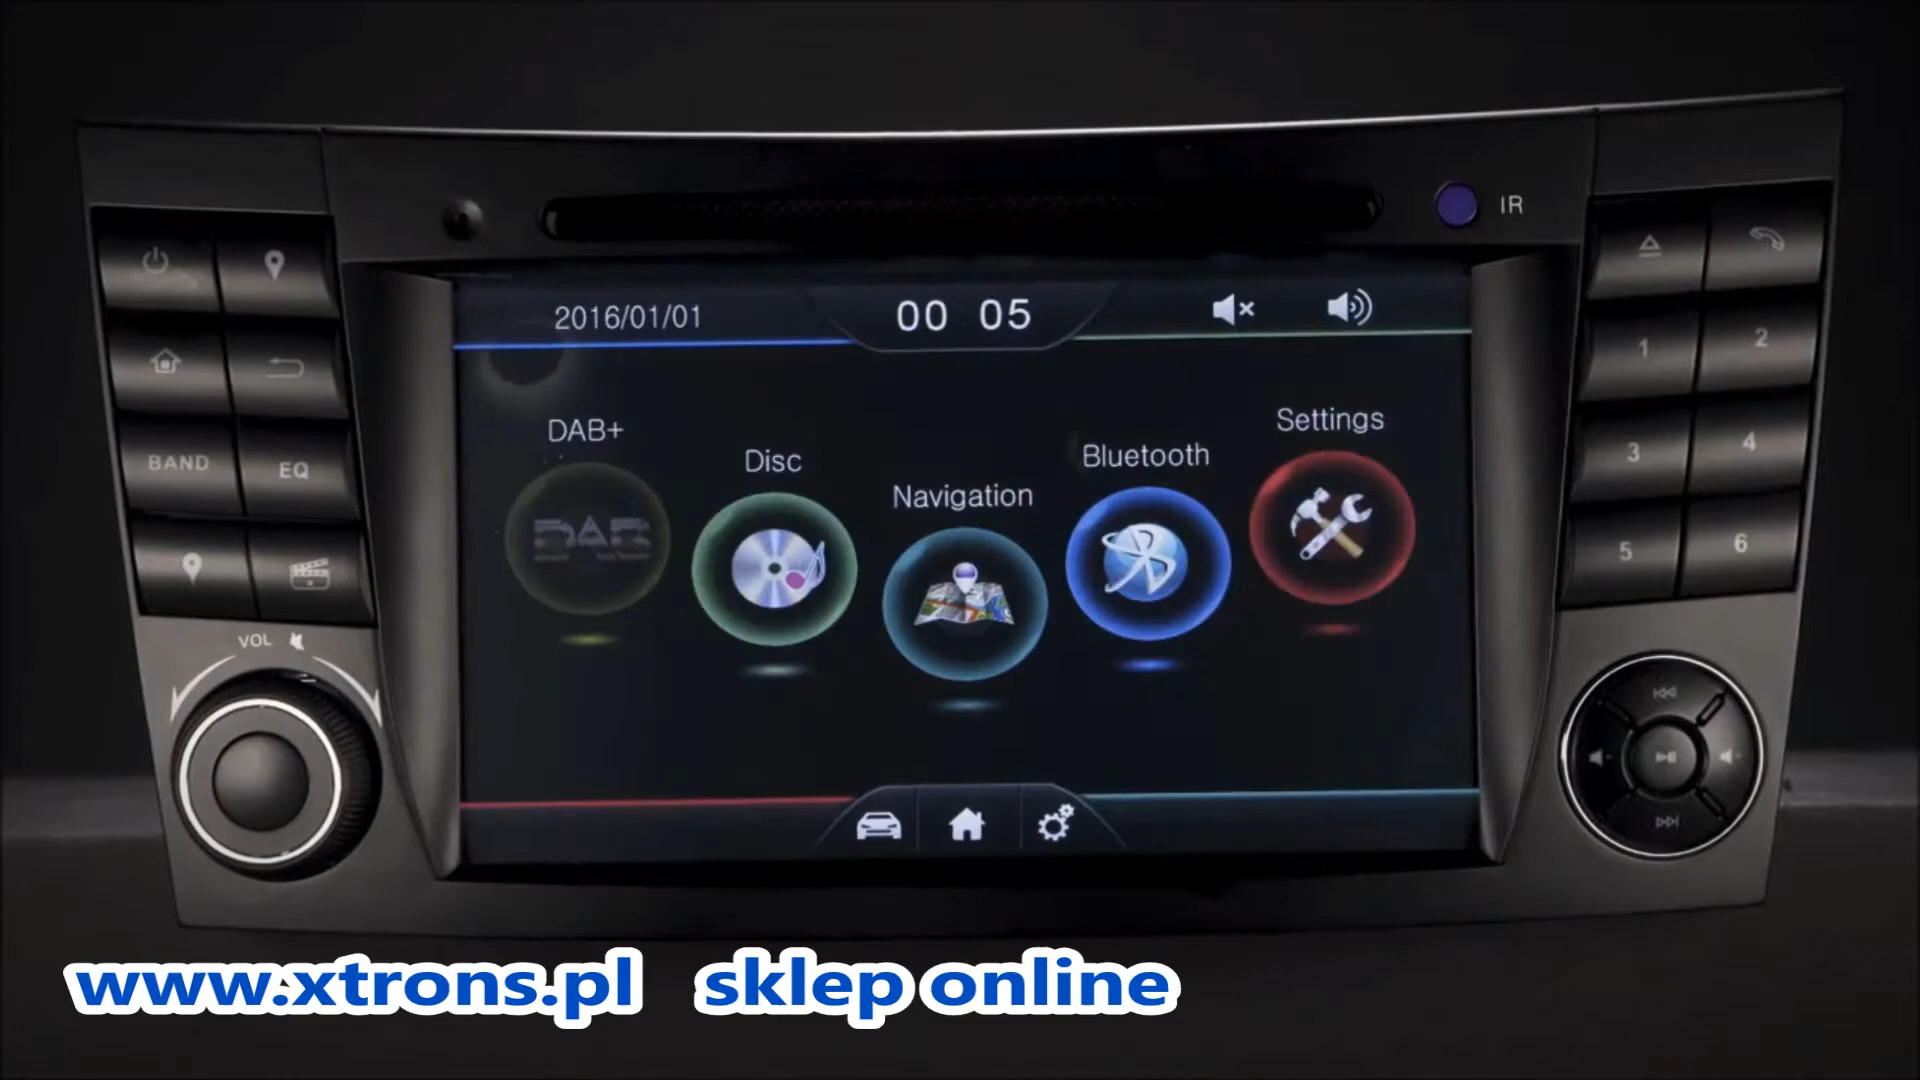 IR
2016/01/01
00 05
1
2
DAB+
Disc
Navigation
Bluetooth
Settings
BAND
EQ
3
4
DAB
5
6
VOL
www.xtrons.pl sklep online